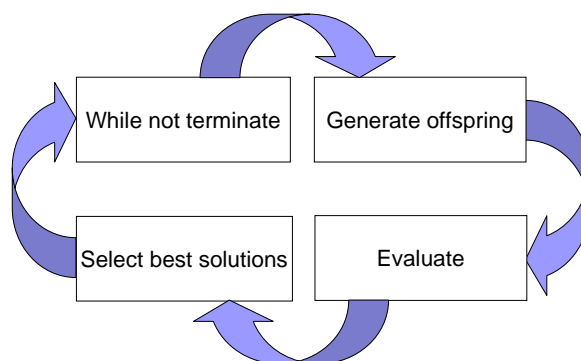 While not terminate
Generate offspring
Select best solutions
Evaluate